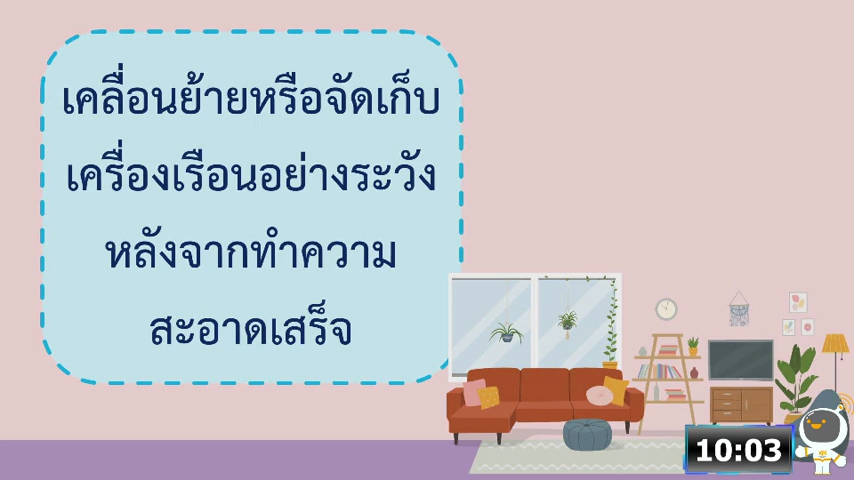 เคลื่อนย้ายหรือจัดเก็บ
เครื่องเรือนอย่างระวัง
หลังจากทำความ
สะอาดเสร็จ
10:03